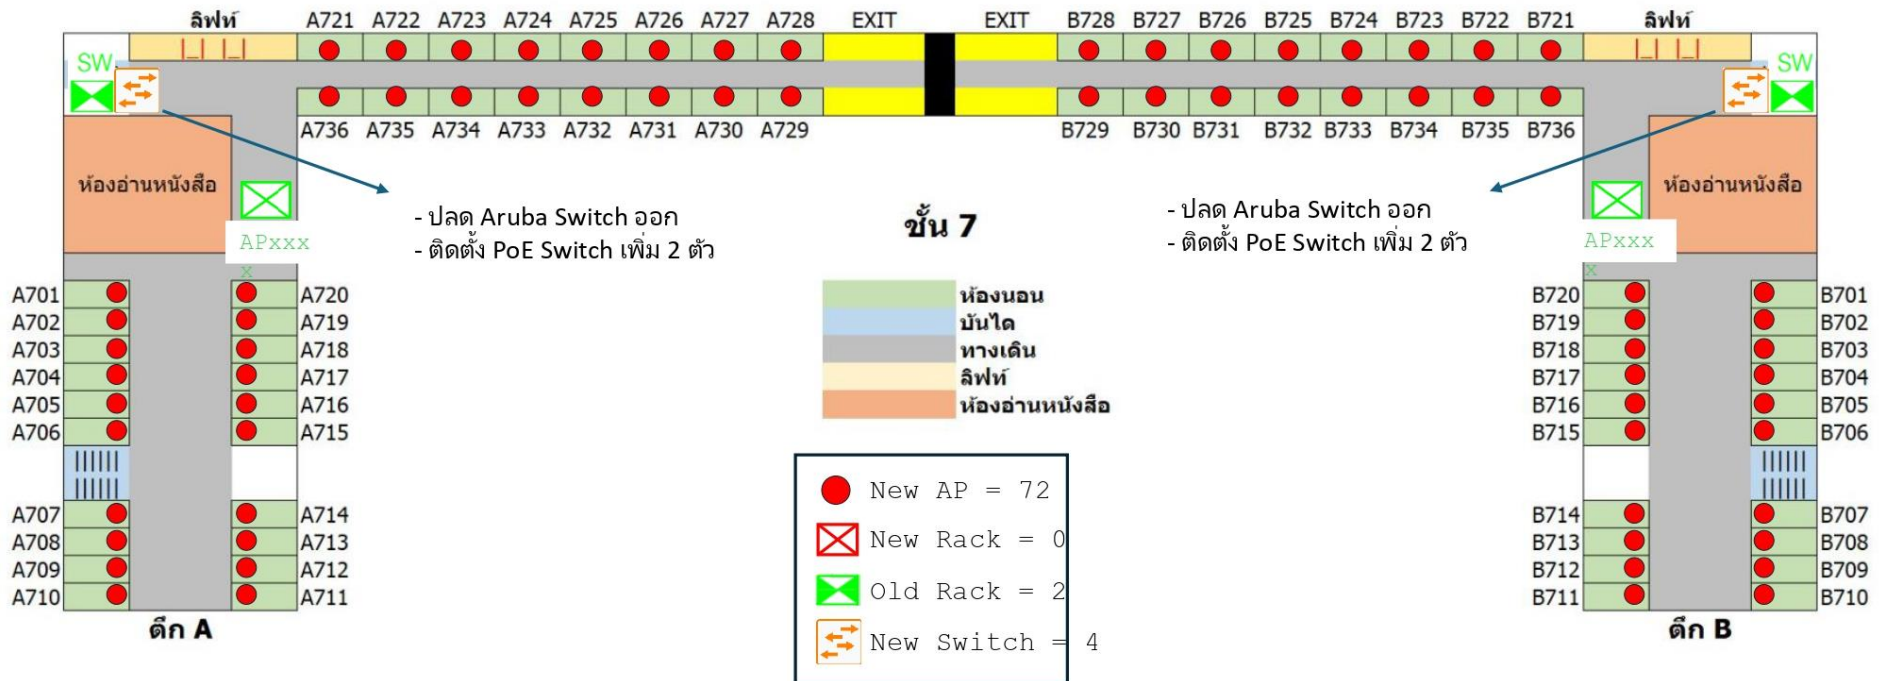 ลิฟท์ A721 A722 A723 A724 A725 A726 A727 A728 EXIT EXIT B728 B727 B726 B725 B724 B723 B722 B721 ลิฟท์
SW SW
A736 A735 A734 A733 A732 A731 A730 A729 B729 B730 B731 B732 B733 B734 B735 B736
ห้องอ่านหนังสือ ห้องอ่านหนังสือ
- ปลด Aruba Switch ออก
- ติดตั้ง PoE Switch เพิ่ม 2 ตัว
ชั้น 7
- ปลด Aruba Switch ออก
- ติดตั้ง PoE Switch เพิ่ม 2 ตัว
APxxx
x
APxxx
x
A701 A720 B720 B701
A702 A719 B719 B702
A703 A718 B718 B703
A704 A717 B717 B704
A705 A716 B716 B705
A706 A715 B715 B706
A707 A714 B714 B707
A708 A713 B713 B708
A709 A712 B712 B709
A710 A711 B711 B710
ตึก A ตึก B
ห้องนอน
บันได
ทางเดิน
ลิฟท์
ห้องอ่านหนังสือ
New AP = 72
New Rack = 0
Old Rack = 2
New Switch = 4